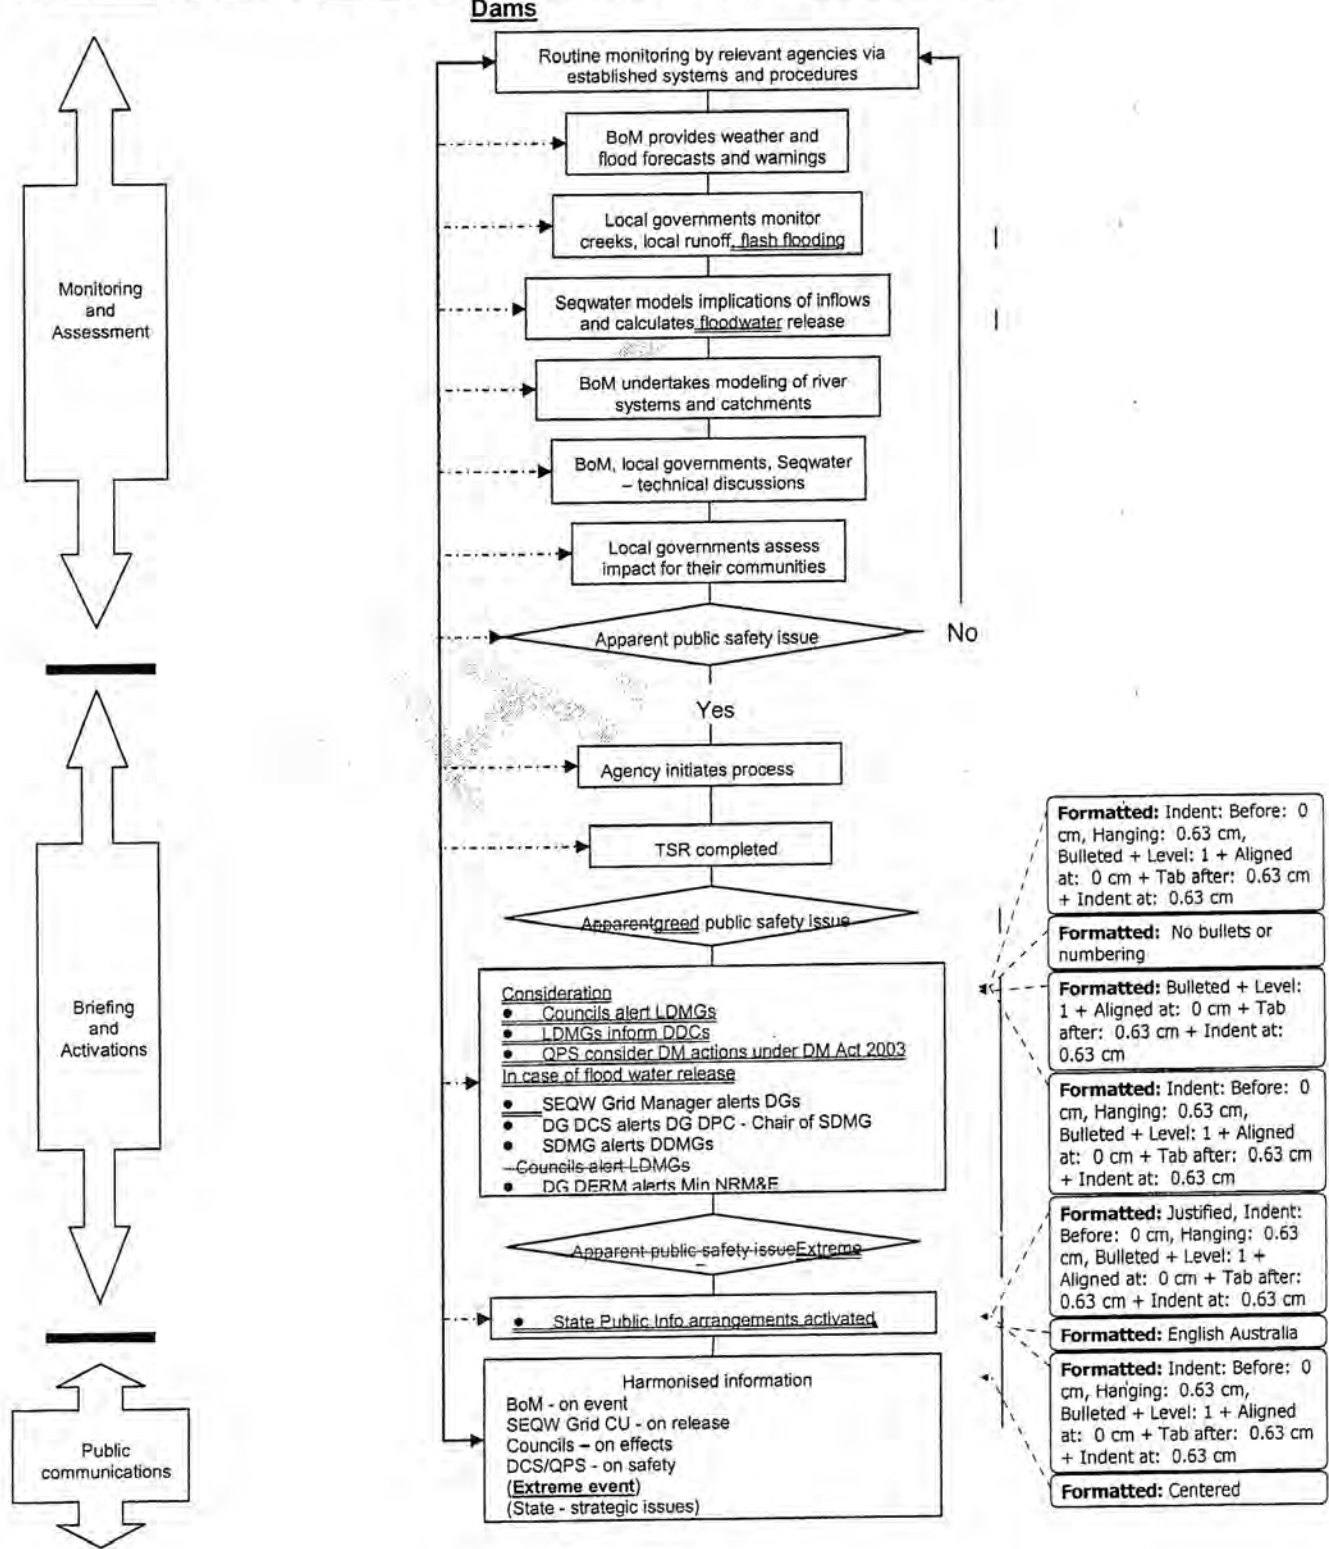 Dams
Routine monitoring by relevant agencies via
established systems and procedures
BoM provides weather and
flood forecasts and warnings
Local governments monitor
creeks, local runoff, flash flooding
Seqwater models implications of inflows
and calculates floodwater release
BoM undertakes modeling of river
systems and catchments
BoM, local governments, Seqwater
– technical discussions
Local governments assess
impact for their communities
Apparent public safety issue
No
Yes
Agency initiates process
TSR completed
Apparentgreed public safety issue
Consideration
• Councils alert LDMGs
• LDMGs inform DDCs
• QPS consider DM actions under DM Act 2003
In case of flood water release
• SEQW Grid Manager alerts DGs
• DG DCS alerts DG DPC - Chair of SDMG
• SDMG alerts DDMGs
–Councils alert LDMGs
• DG DERM alerts Min NRM&E
Apparent public safety issueExtreme
• State Public Info arrangements activated
Harmonised information
BoM - on event
SEQW Grid CU - on release
Councils – on effects
DCS/QPS - on safety
(Extreme event)
(State - strategic issues)
Monitoring
and
Assessment
Briefing
and
Activations
Public
communications
Formatted: Indent: Before: 0
cm, Hanging: 0.63 cm,
Bulleted + Level: 1 + Aligned
at: 0 cm + Tab after: 0.63 cm
+ Indent at: 0.63 cm
Formatted: No bullets or
numbering
Formatted: Bulleted + Level:
1 + Aligned at: 0 cm + Tab
after: 0.63 cm + Indent at:
0.63 cm
Formatted: Indent: Before: 0
cm, Hanging: 0.63 cm,
Bulleted + Level: 1 + Aligned
at: 0 cm + Tab after: 0.63 cm
+ Indent at: 0.63 cm
Formatted: Justified, Indent:
Before: 0 cm, Hanging: 0.63
cm, Bulleted + Level: 1 +
Aligned at: 0 cm + Tab after:
0.63 cm + Indent at: 0.63 cm
Formatted: English Australia
Formatted: Indent: Before: 0
cm, Hanging: 0.63 cm,
Bulleted + Level: 1 + Aligned
at: 0 cm + Tab after: 0.63 cm
+ Indent at: 0.63 cm
Formatted: Centered